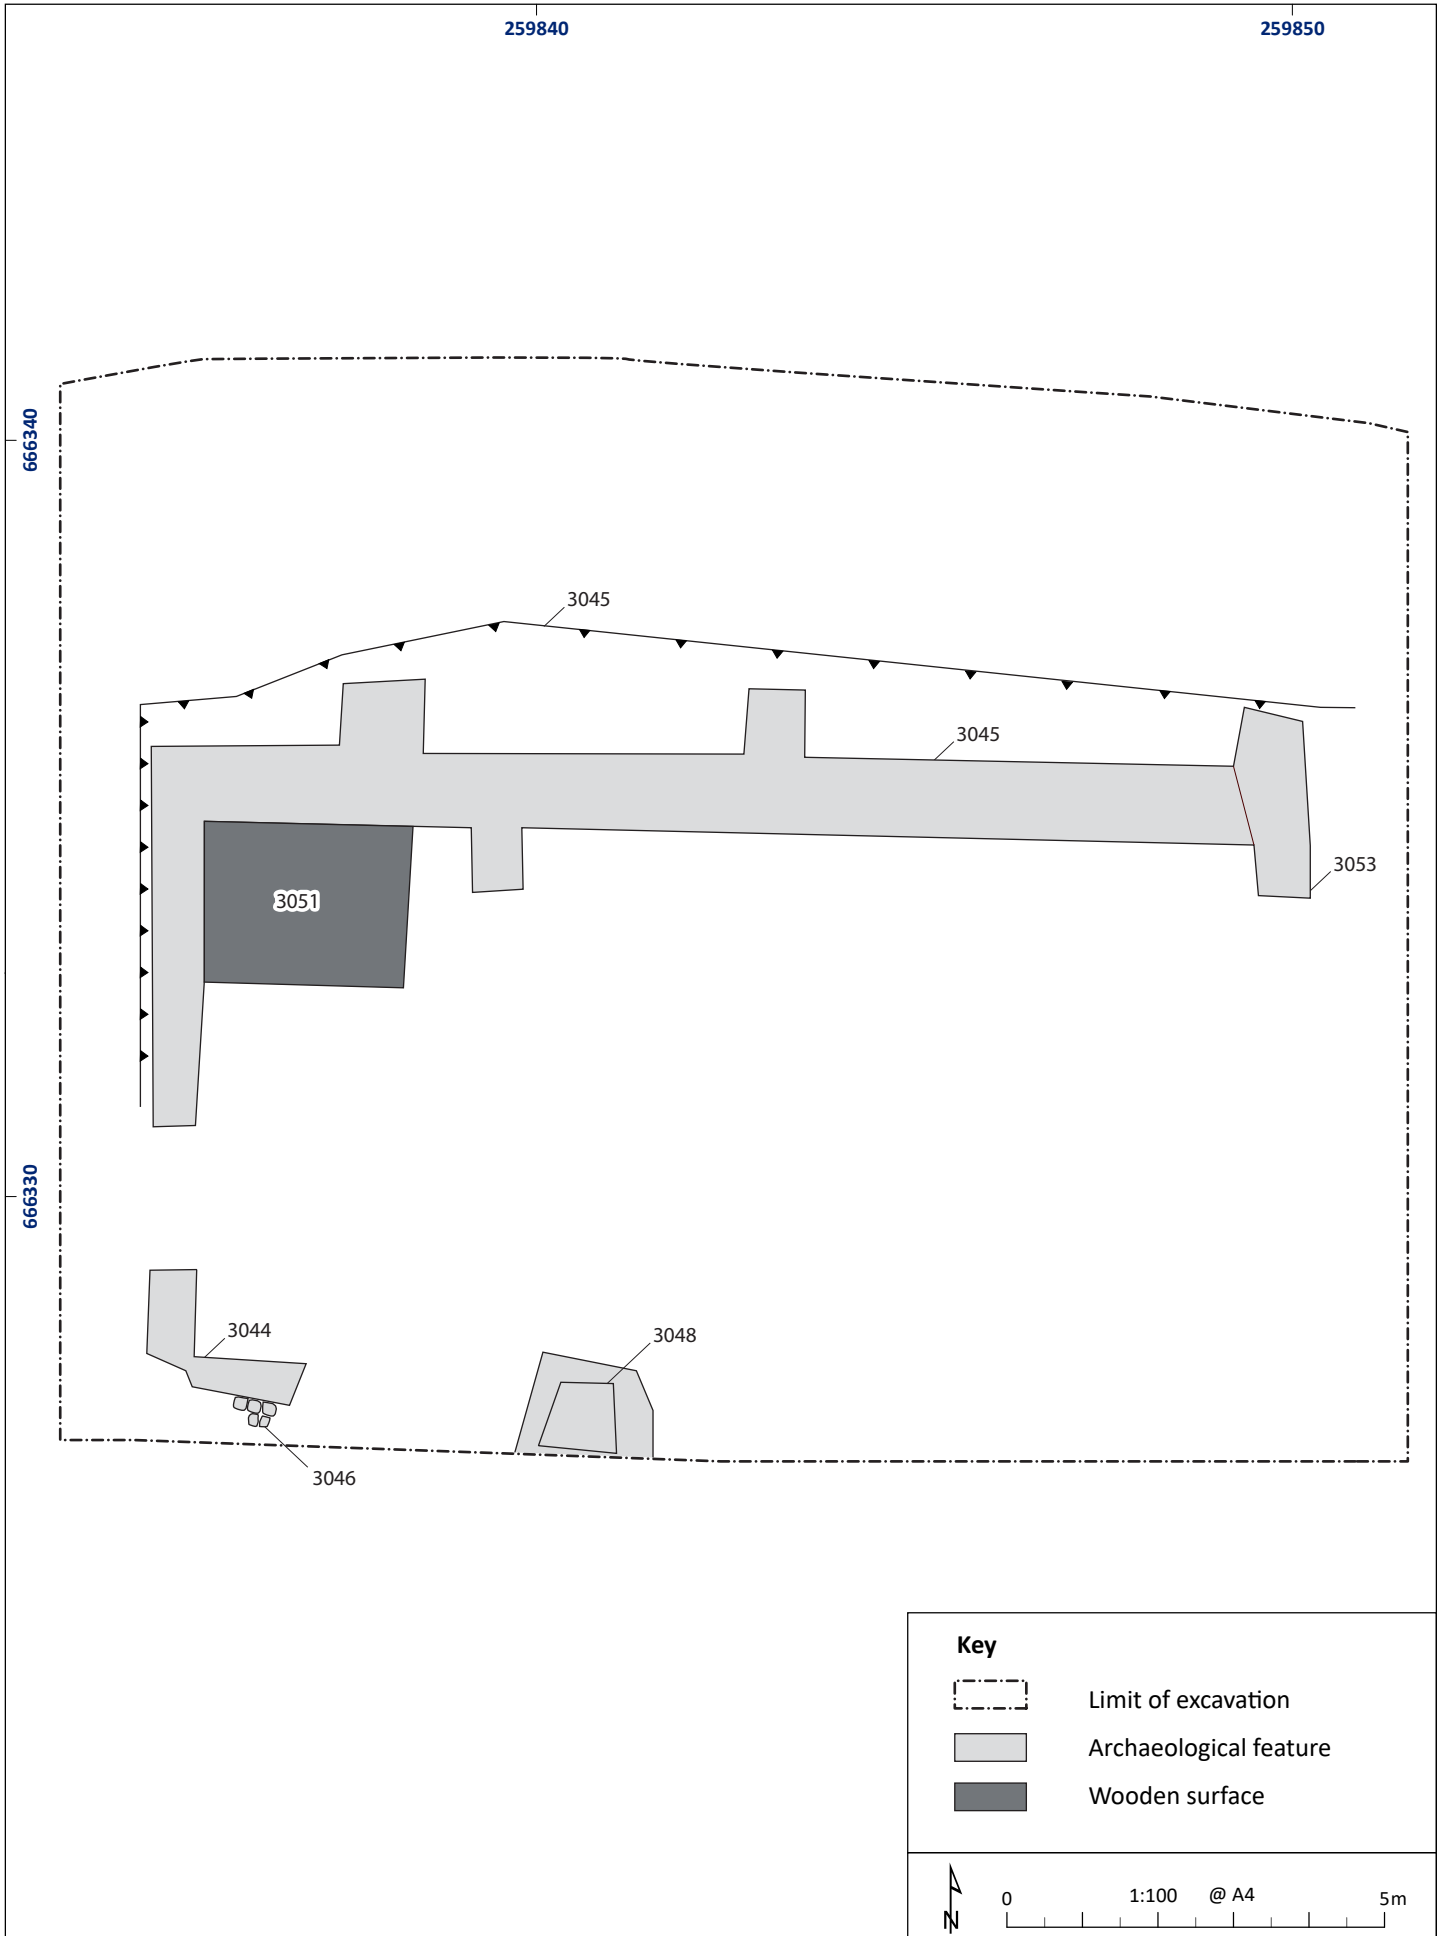 259840
259850
666340
3045
3045
3053
3051
666330
3044
3048
3046
Key
Limit of excavation
Archaeological feature
Wooden surface
N
0 1:100 @ A4 5m